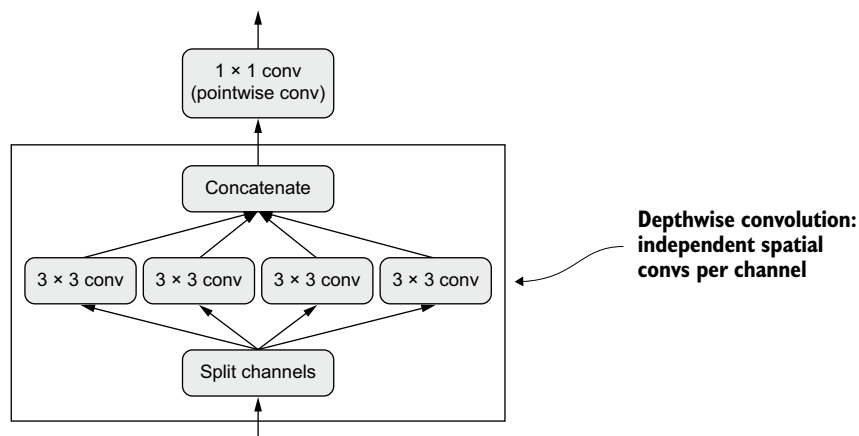 1 × 1 conv
(pointwise conv)
Concatenate
3 × 3 conv
3 × 3 conv
3 × 3 conv
3 × 3 conv
Split channels
Depthwise convolution:
independent spatial
convs per channel